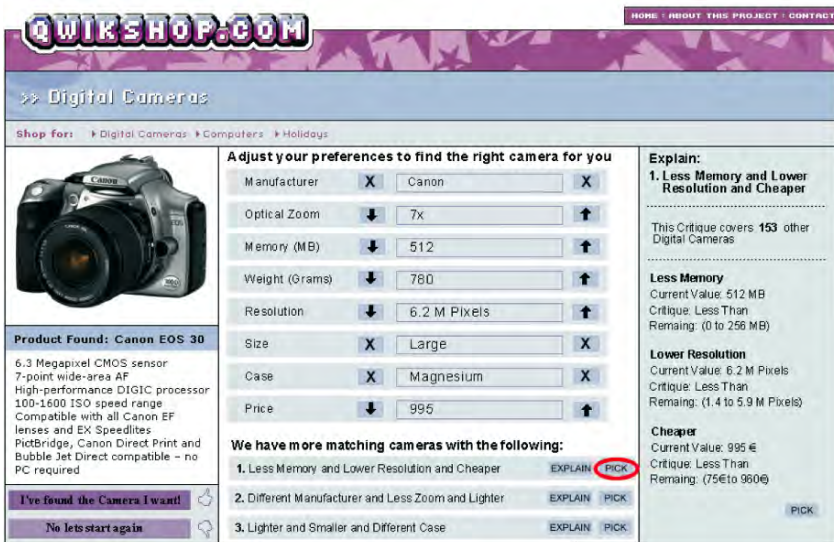 HOME : ABOUT THIS PROJECT : CONTACT
QWIKSHOP.COM
>> Digital Cameras
Shop for: Digital Cameras Computers Holidays
Canon
EOS
Product Found: Canon EOS 30
6.3 Megapixel CMOS sensor
7-point wide-area AF
High-performance DIGIC processor
100-1600 ISO speed range
Compatible with all Canon EF
lenses and EX Speedlites
PictBridge, Canon Direct Print and
Bubble Jet Direct compatible – no
PC required
I've found the Camera I want!
No lets start again
Adjust your preferences to find the right camera for you
Manufacturer X Canon X
Optical Zoom 7x
Memory (MB) 512
Weight (Grams) 780
Resolution 6.2 M Pixels
Size X Large X
Case X Magnesium X
Price 995
We have more matching cameras with the following:
1. Less Memory and Lower Resolution and Cheaper EXPLAIN PICK
2. Different Manufacturer and Less Zoom and Lighter EXPLAIN PICK
3. Lighter and Smaller and Different Case EXPLAIN PICK
Explain:
1. Less Memory and Lower
Resolution and Cheaper
This Critique covers 153 other
Digital Cameras
Less Memory
Current Value: 512 MB
Critique: Less Than
Remaing: (0 to 256 MB)
Lower Resolution
Current Value: 6.2 M Pixels
Critique: Less Than
Remaing: (1.4 to 5.9 M Pixels)
Cheaper
Current Value: 995 €
Critique: Less Than
Remaing: (75€to 960€)
PICK